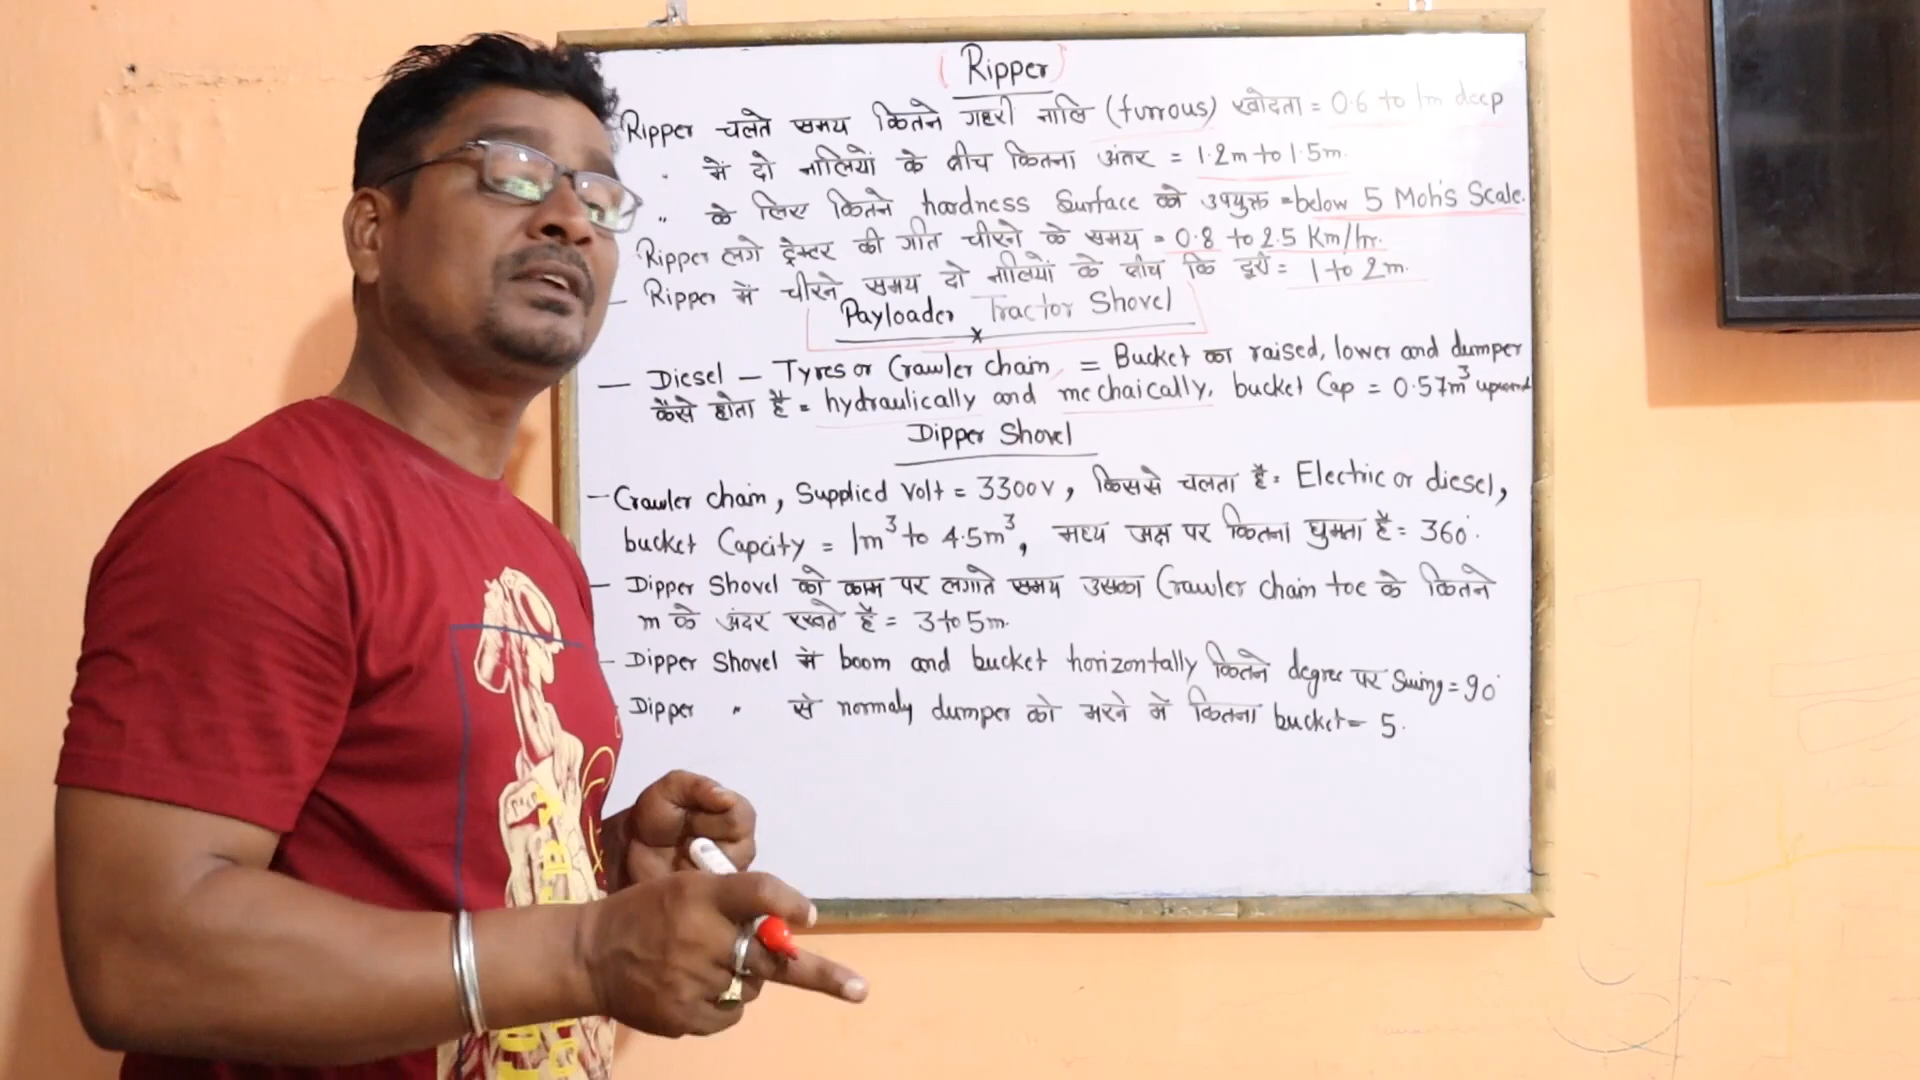 (Ripper)
Ripper चलते समय कितने गहरी नालि (furrous) खोदता = 0.6 to 1m deep
" में दो नालियों के बीच कितना अंतर = 1.2m to 1.5m.
" के लिए कितने hardness Surface को उपयुक्त = below 5 Moh's Scale.
Ripper लगे ट्रेक्टर की गति चीरने के समय = 0.8 to 2.5 Km/hr.
- Ripper में चीरने समय दो नालियों के बीच कि दूरी = 1 to 2m.
Payloader Tractor Shovel
- Diesel - Tyres or Crawler chain = Bucket का raised, lower and dumper
कैसे होता है = hydraulically and mechaically, bucket Cap = 0.57m³
Dipper Shovel
- Crawler chain, Supplied Volt = 3300V, किससे चलता है = Electric or diesel,
bucket Capcity = 1m³ to 4.5m³, मध्य अक्ष पर कितना घुमता है = 360°.
- Dipper Shovel को काम पर लगाते समय उसका Crawler chain toe के कितने
m के अंदर रखते हैं = 3 to 5m.
- Dipper Shovel में boom and bucket horizontally कितने degree पर Swing = 90°
- Dipper " से normaly dumper को भरने में कितना bucket = 5.